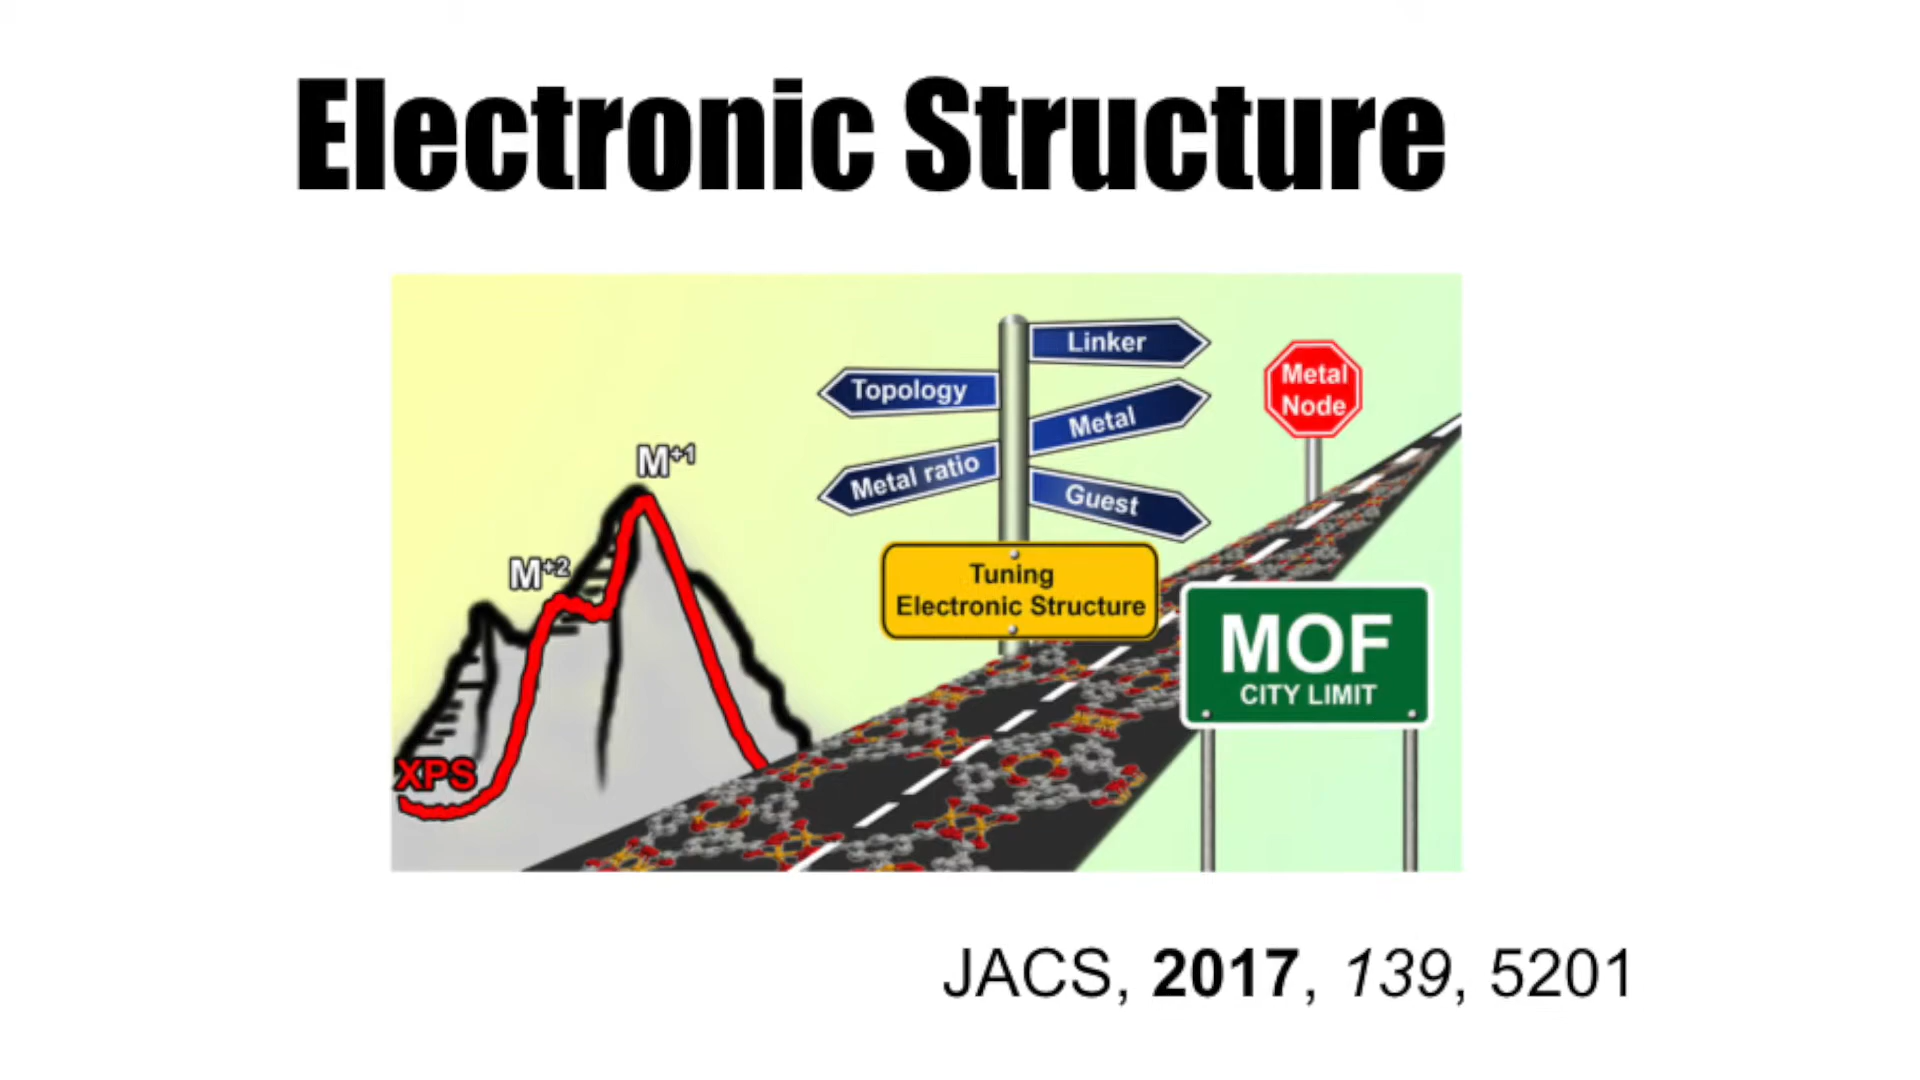 Electronic Structure
Linker
Topology
Metal
Metal ratio
Guest
Tuning
Electronic Structure
Metal
Node
MOF
CITY LIMIT
M+1
M+2
XPS
JACS, 2017, 139, 5201